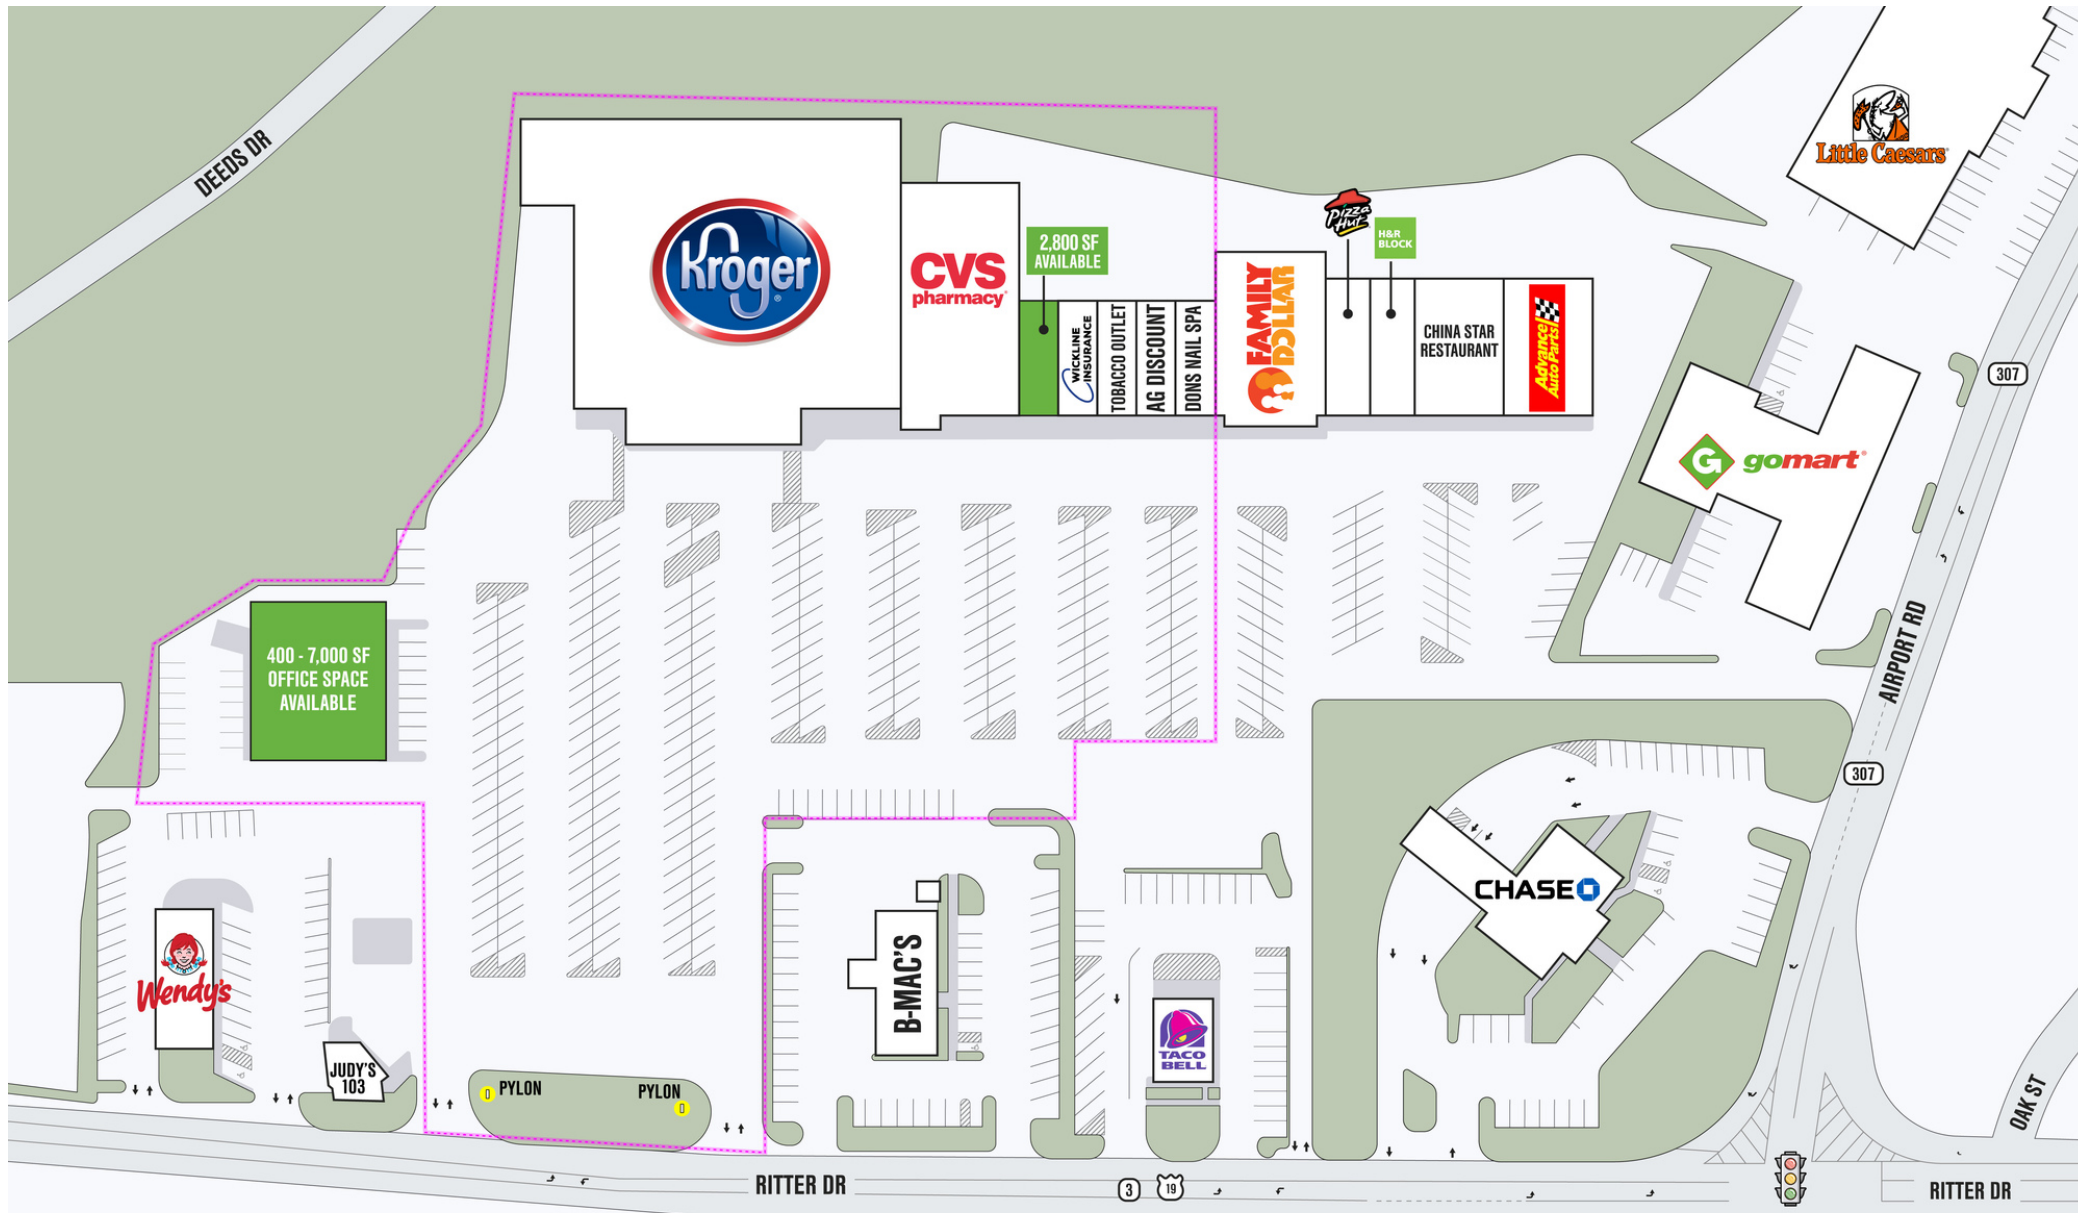 DEEDS DR
Little Caesars
Kroger
CVS
pharmacy
2,800 SF
AVAILABLE
WICKLINE
INSURANCE
TOBACCO OUTLET
AG DISCOUNT
DONS NAIL SPA
FAMILY
DOLLAR
Pizza
Hut
H&R
BLOCK
CHINA STAR
RESTAURANT
Advance
Auto Parts
307
G gomart
AIRPORT RD
307
400 - 7,000 SF
OFFICE SPACE
AVAILABLE
Wendy's
JUDY'S
103
PYLON
PYLON
B-MAC'S
TACO
BELL
CHASE
OAK ST
RITTER DR
3
19
RITTER DR